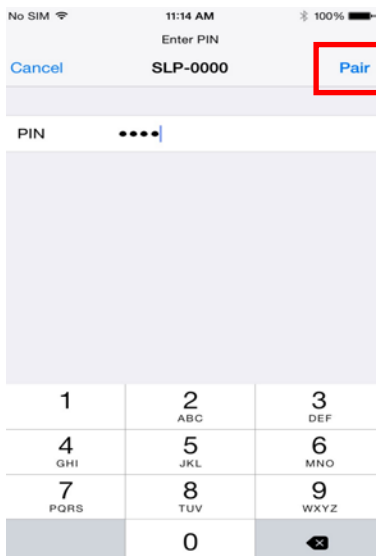 No SIM 11:14 AM 100%
Enter PIN
Cancel SLP-0000 Pair
PIN ••••
1 2 3
ABC DEF
4 5 6
GHI JKL MNO
7 8 9
PQRS TUV WXYZ
0